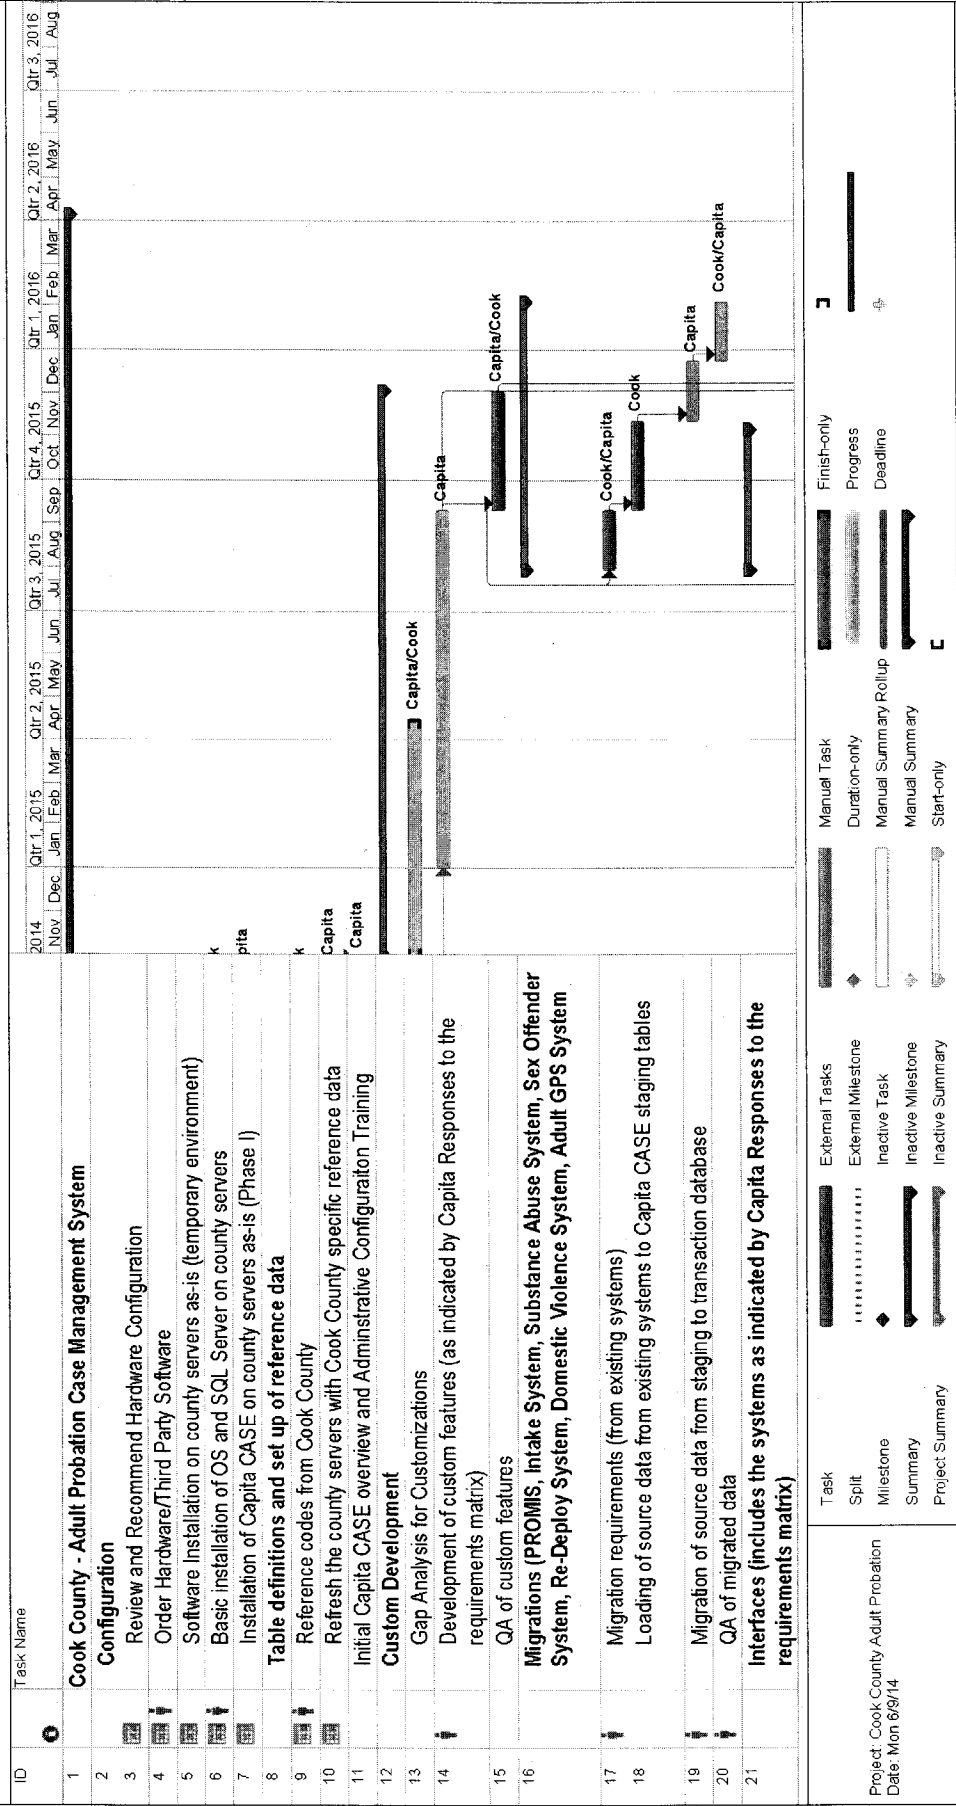 ID
Task Name
2014
Qtr 1, 2015
Qtr 2, 2015
Qtr 3, 2015
Qtr 4, 2015
Qtr 1, 2016
Qtr 2, 2016
Qtr 3, 2016
Nov Dec Jan Feb Mar Apr May Jun Jul Aug Sep Oct Nov Dec Jan Feb Mar Apr May Jun Jul Aug
1 Cook County - Adult Probation Case Management System
2 Configuration
3 Review and Recommend Hardware Configuration
4 Order Hardware/Third Party Software
5 Software Installation on county servers as-is (temporary environment)
6 Basic installation of OS and SQL Server on county servers
k
7 Installation of Capita CASE on county servers as-is (Phase I)
pita
8 Table definitions and set up of reference data
9 Reference codes from Cook County
k
10 Refresh the county servers with Cook County specific reference data
Capita
11 Initial Capita CASE overview and Adminstrative Configuraiton Training
Capita
12 Custom Development
13 Gap Analysis for Customizations
Capita/Cook
14 Development of custom features (as indicated by Capita Responses to the
requirements matrix)
Capita
15 QA of custom features
Capita/Cook
16 Migrations (PROMIS, Intake System, Substance Abuse System, Sex Offender
System, Re-Deploy System, Domestic Violence System, Adult GPS System
17 Migration requirements (from existing systems)
Cook/Capita
18 Loading of source data from existing systems to Capita CASE staging tables
Cook
19 Migration of source data from staging to transaction database
Capita
20 QA of migrated data
Cook/Capita
21 Interfaces (includes the systems as indicated by Capita Responses to the
requirements matrix)
Project: Cook County Adult Probation
Date: Mon 6/9/14
Task
Split
Milestone
Summary
Project Summary
External Tasks
External Milestone
Inactive Task
Inactive Milestone
Inactive Summary
Manual Task
Duration-only
Manual Summary Rollup
Manual Summary
Start-only
Finish-only
Progress
Deadline